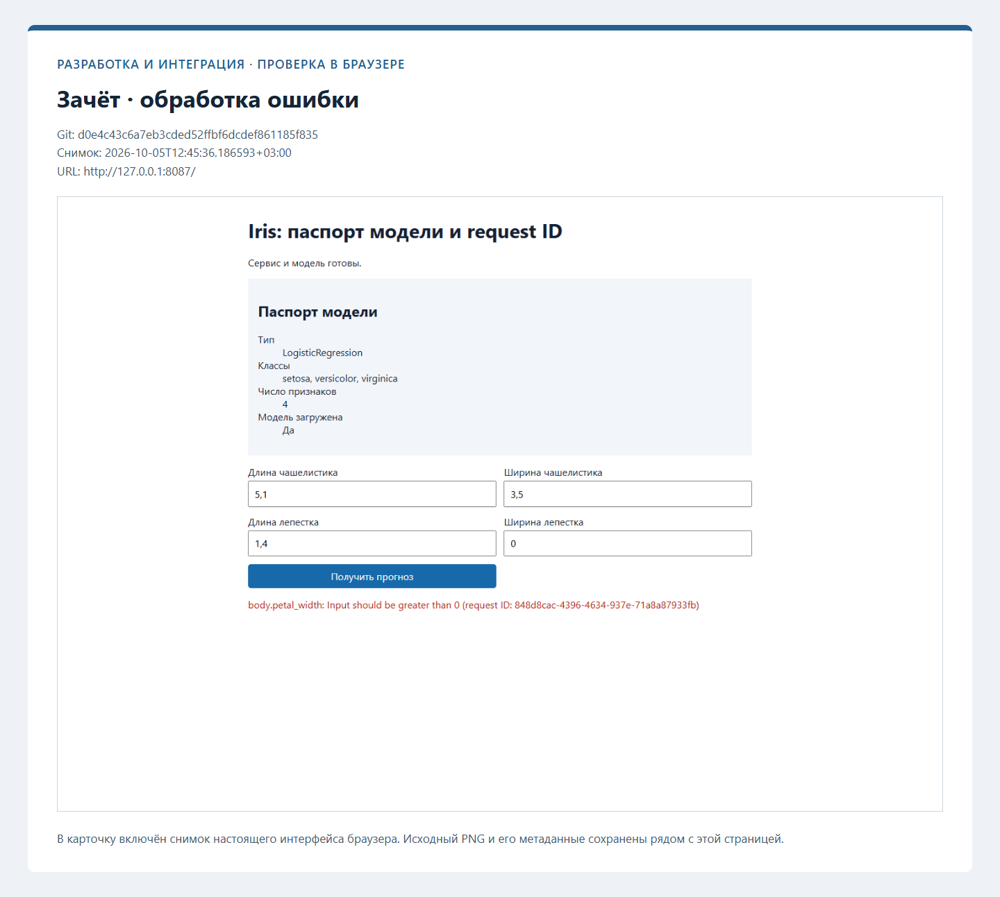 РАЗРАБОТКА И ИНТЕГРАЦИЯ · ПРОВЕРКА В БРАУЗЕРЕ
Зачёт · обработка ошибки
Git: d0e4c43c6a7eb3cded52ffbf6dcdef861185f835
Снимок: 2026-10-05T12:45:36.186593+03:00
URL: http://127.0.0.1:8087/
Iris: паспорт модели и request ID
Сервис и модель готовы.
Паспорт модели
Тип
LogisticRegression
Классы
setosa, versicolor, virginica
Число признаков
4
Модель загружена
Да
Длина чашелистика
Ширина чашелистика
5,1
3,5
Длина лепестка
Ширина лепестка
1,4
0
Получить прогноз
body.petal_width: Input should be greater than 0 (request ID: 848d8cac-4396-4634-937e-71a8a87933fb)
В карточку включён снимок настоящего интерфейса браузера. Исходный PNG и его метаданные сохранены рядом с этой страницей.